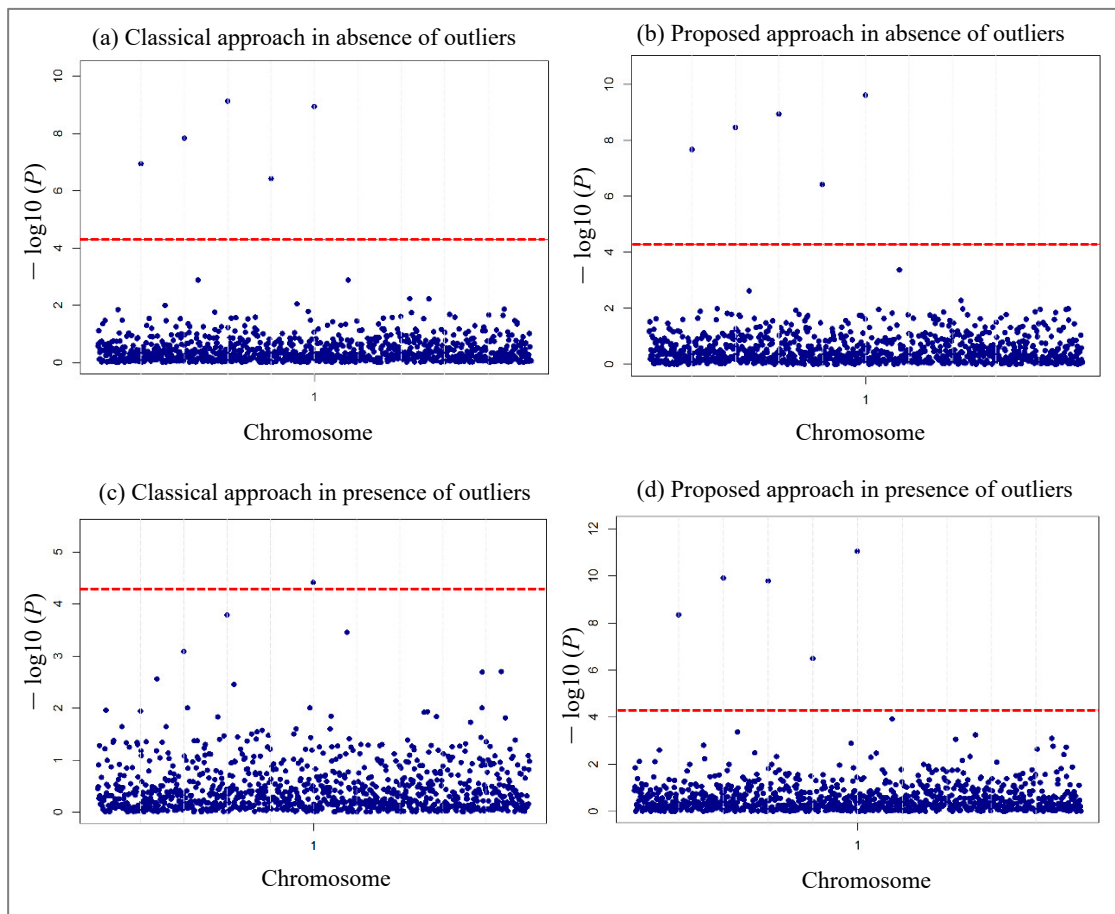 (a) Classical approach in absence of outliers
10
8
6
4
2
0
— log10 (P)
1
Chromosome
(b) Proposed approach in absence of outliers
10
8
6
4
2
0
— log10 (P)
1
Chromosome
(c) Classical approach in presence of outliers
5
4
3
2
1
0
— log10 (P)
1
Chromosome
(d) Proposed approach in presence of outliers
12
10
8
6
4
2
0
— log10 (P)
1
Chromosome